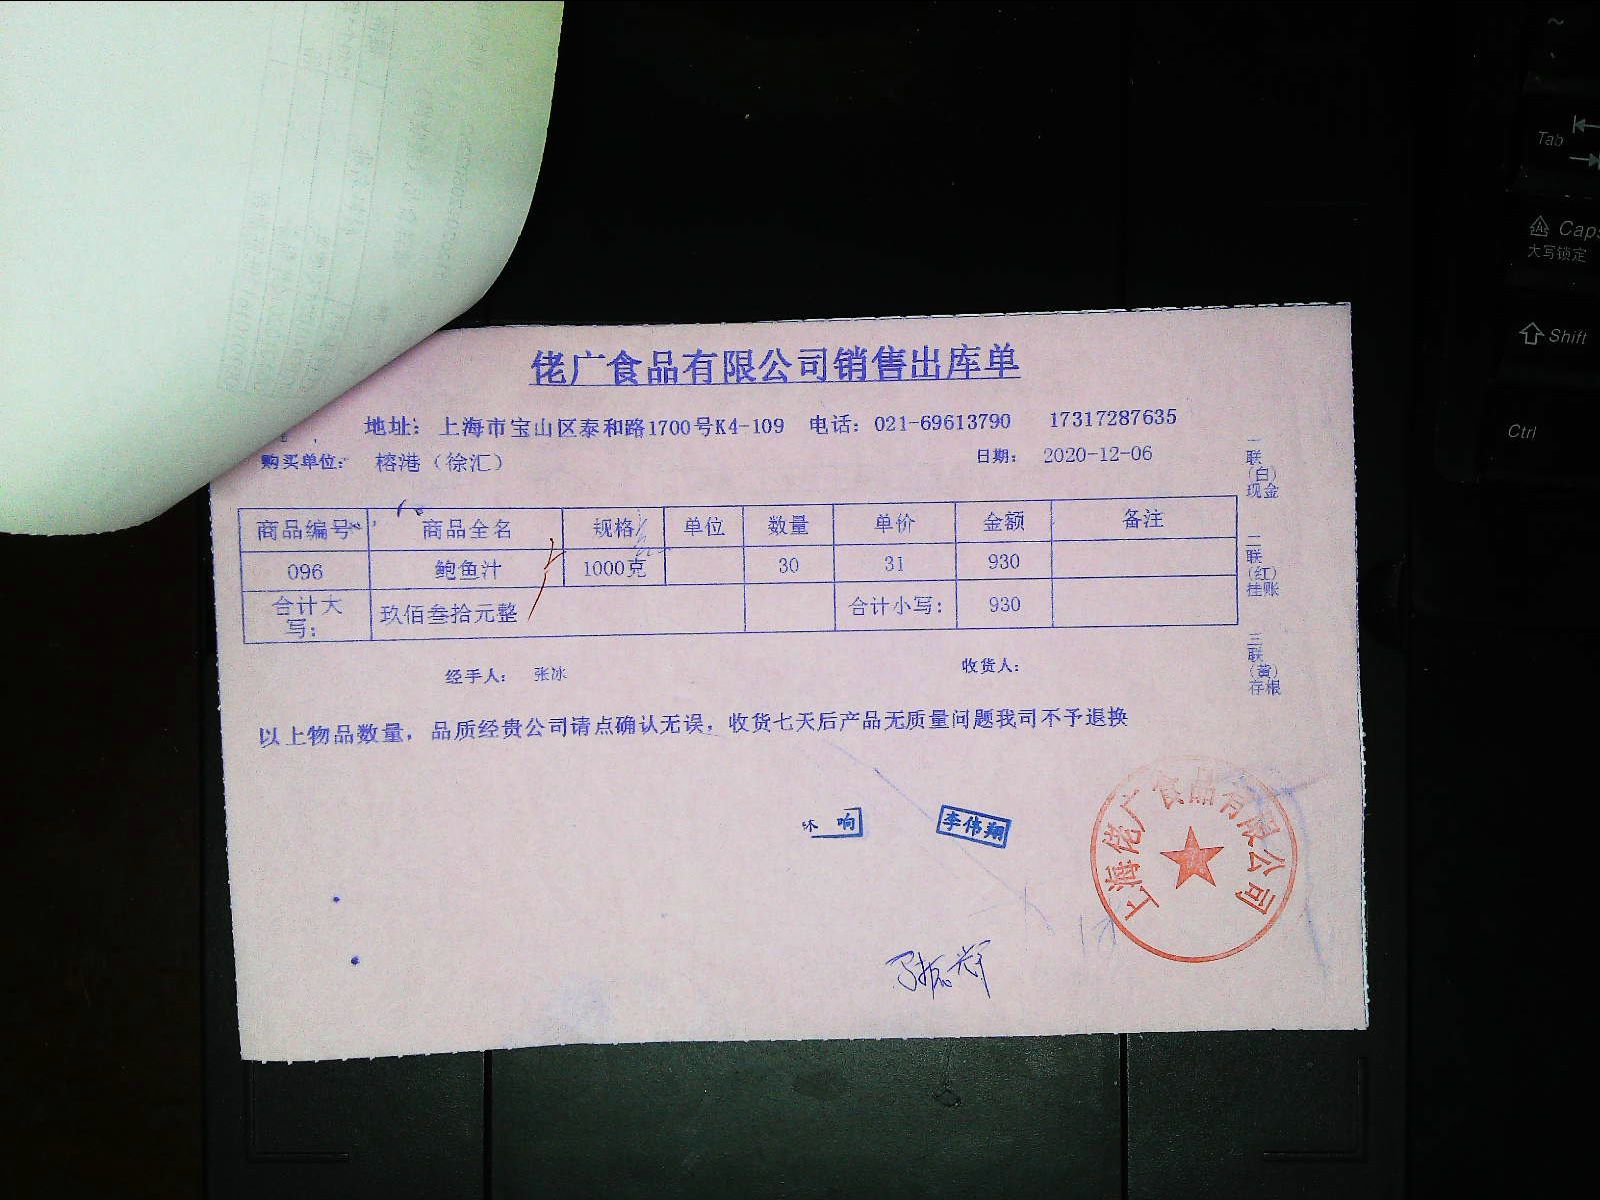 佬广食品有限公司销售出库单
地址: 上海市宝山区泰和路1700号K4-109 电话: 021-69613790 17317287635
购买单位: 榕港（徐汇） 日期: 2020-12-06
商品编号 商品全名 规格 单位 数量 单价 金额 备注
096 鲍鱼汁 1000克 30 31 930
合计大写: 玖佰叁拾元整 合计小写: 930
经手人: 张冰 收货人:
以上物品数量，品质经贵公司请点确认无误，收货七天后产品无质量问题我司不予退换
一联(白)现金
二联(红)挂账
三联(黄)存根
响
李伟翔
上海佬广食品有限公司
Tab
Caps
大写锁定
Shift
Ctrl